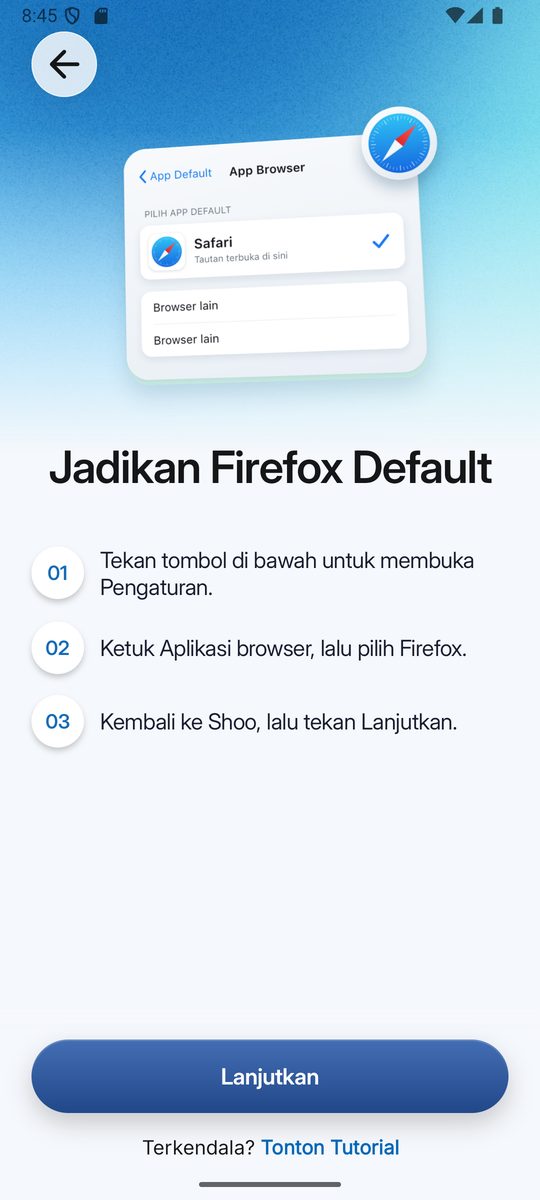 8:45
App Default
App Browser
PILIH APP DEFAULT
Safari
Tautan terbuka di sini
Browser lain
Browser lain
Jadikan Firefox Default
01
Tekan tombol di bawah untuk membuka
Pengaturan.
02
Ketuk Aplikasi browser, lalu pilih Firefox.
03
Kembali ke Shoo, lalu tekan Lanjutkan.
Lanjutkan
Terkendala? Tonton Tutorial